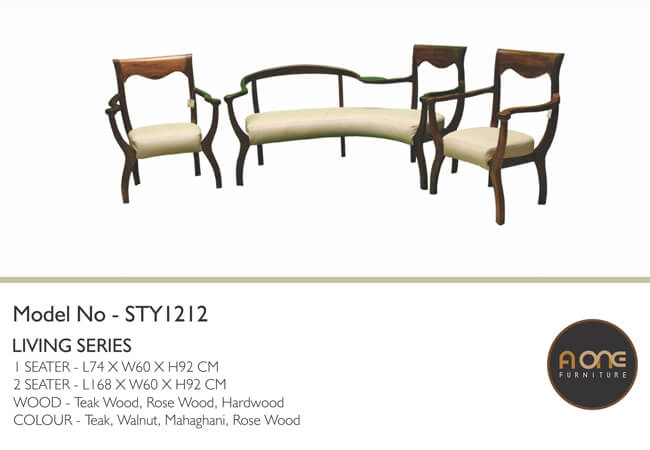 Model No - STY1212
LIVING SERIES
1 SEATER - L74 X W60 X H92 CM
2 SEATER - L168 X W60 X H92 CM
WOOD - Teak Wood, Rose Wood, Hardwood
COLOUR - Teak, Walnut, Mahaghani, Rose Wood
A ONE
FURNITURE